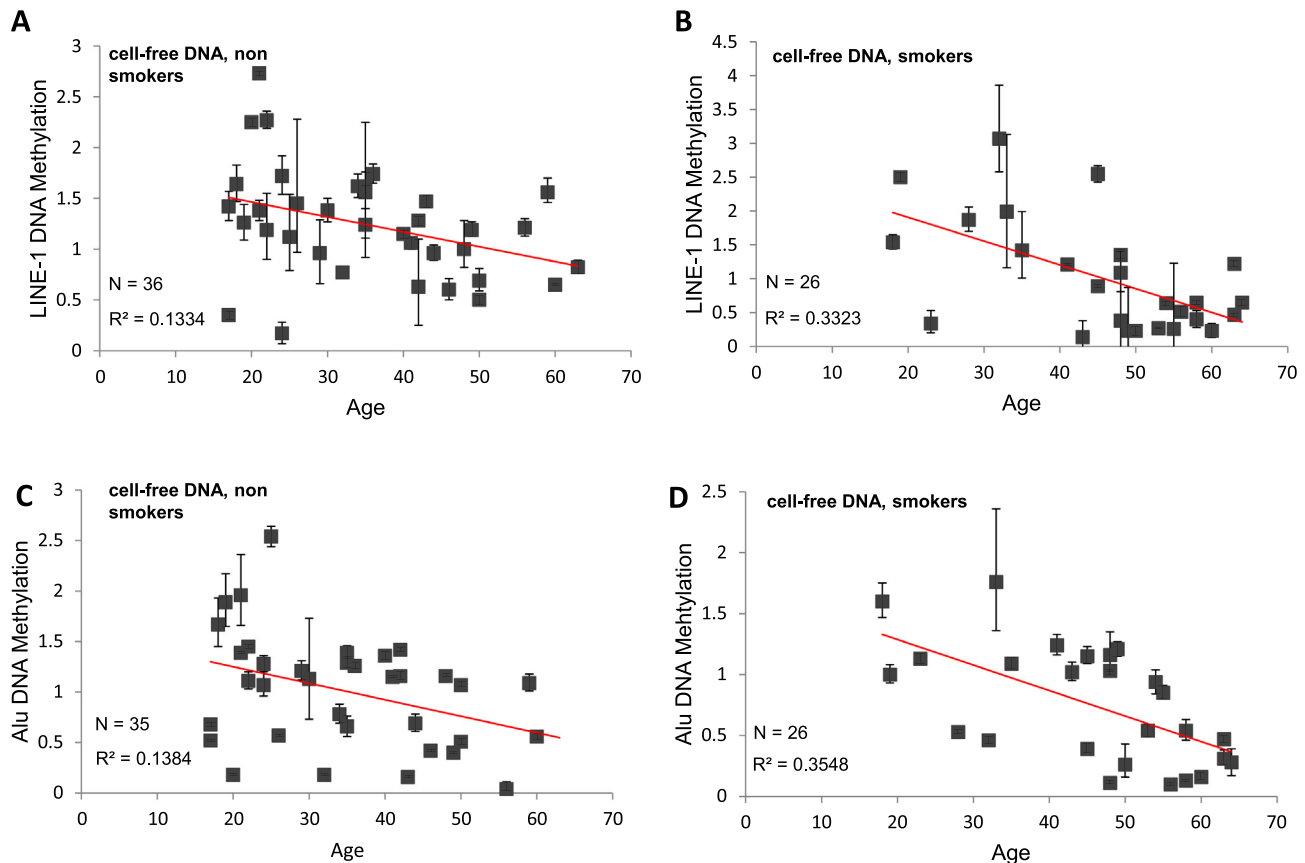 A
cell-free DNA, non
smokers
3
2.5
2
1.5
1
0.5
0
LINE-1 DNA Methylation
N = 36
R² = 0.1334
0 10 20 30 40 50 60 70
Age
B
cell-free DNA, smokers
4.5
4
3.5
3
2.5
2
1.5
1
0.5
0
LINE-1 DNA Methylation
N = 26
R² = 0.3323
0 10 20 30 40 50 60 70
Age
C
cell-free DNA, non
smokers
3
2.5
2
1.5
1
0.5
0
Alu DNA Methylation
N = 35
R² = 0.1384
0 10 20 30 40 50 60 70
Age
D
cell-free DNA, smokers
2.5
2
1.5
1
0.5
0
Alu DNA Mehtylation
N = 26
R² = 0.3548
0 10 20 30 40 50 60 70
Age